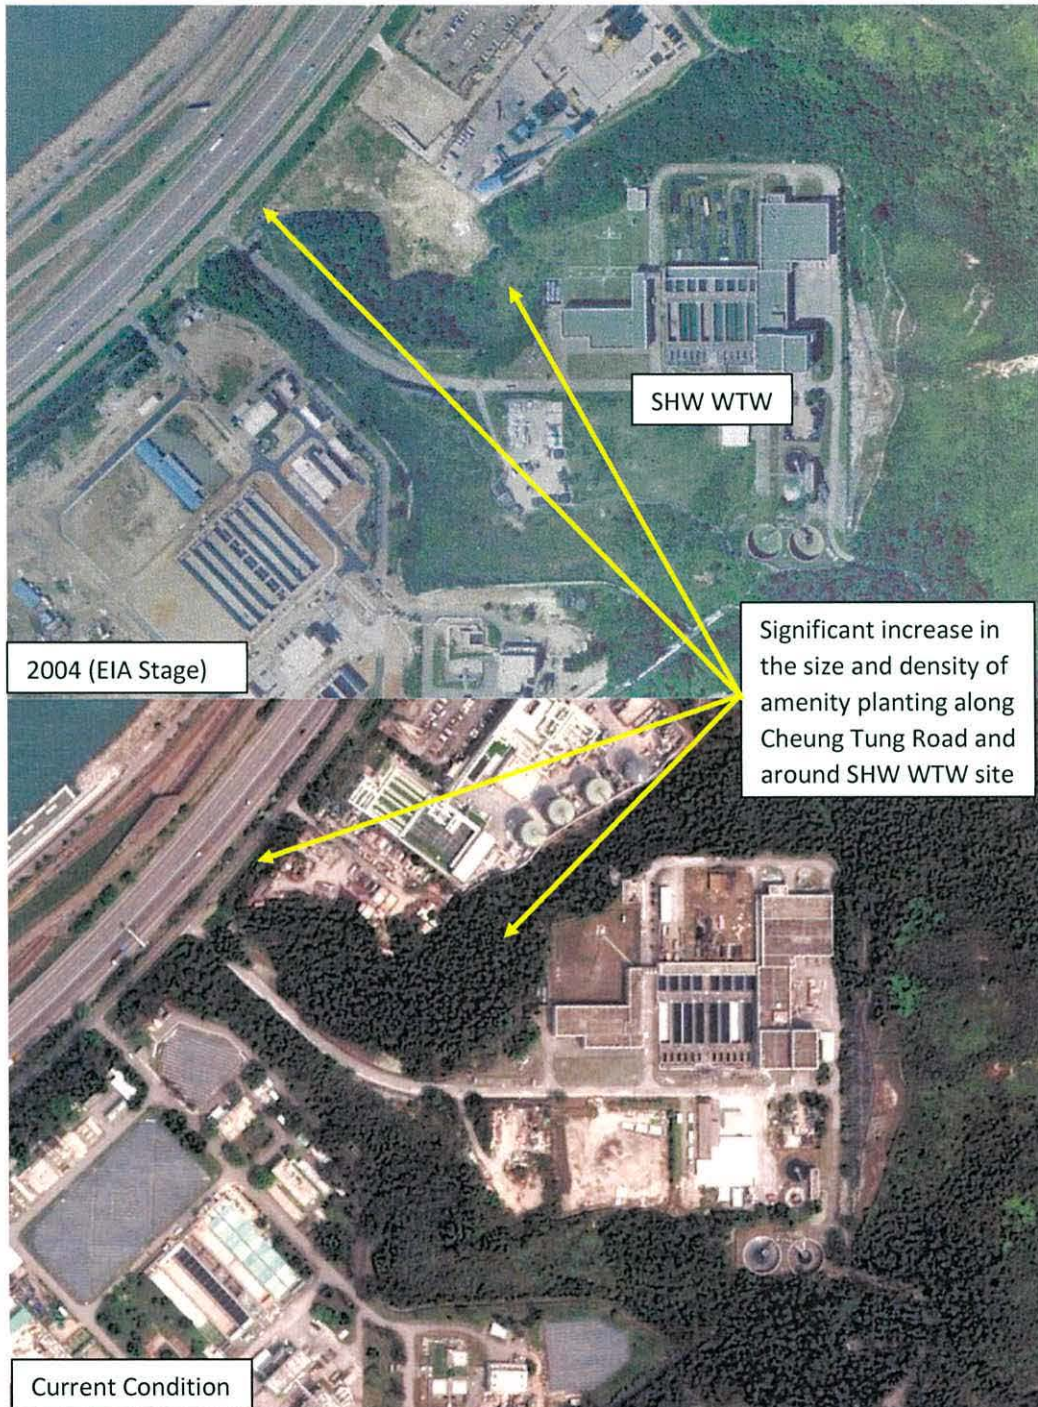 SHW WTW
2004 (EIA Stage)
Significant increase in
the size and density of
amenity planting along
Cheung Tung Road and
around SHW WTW site
Current Condition